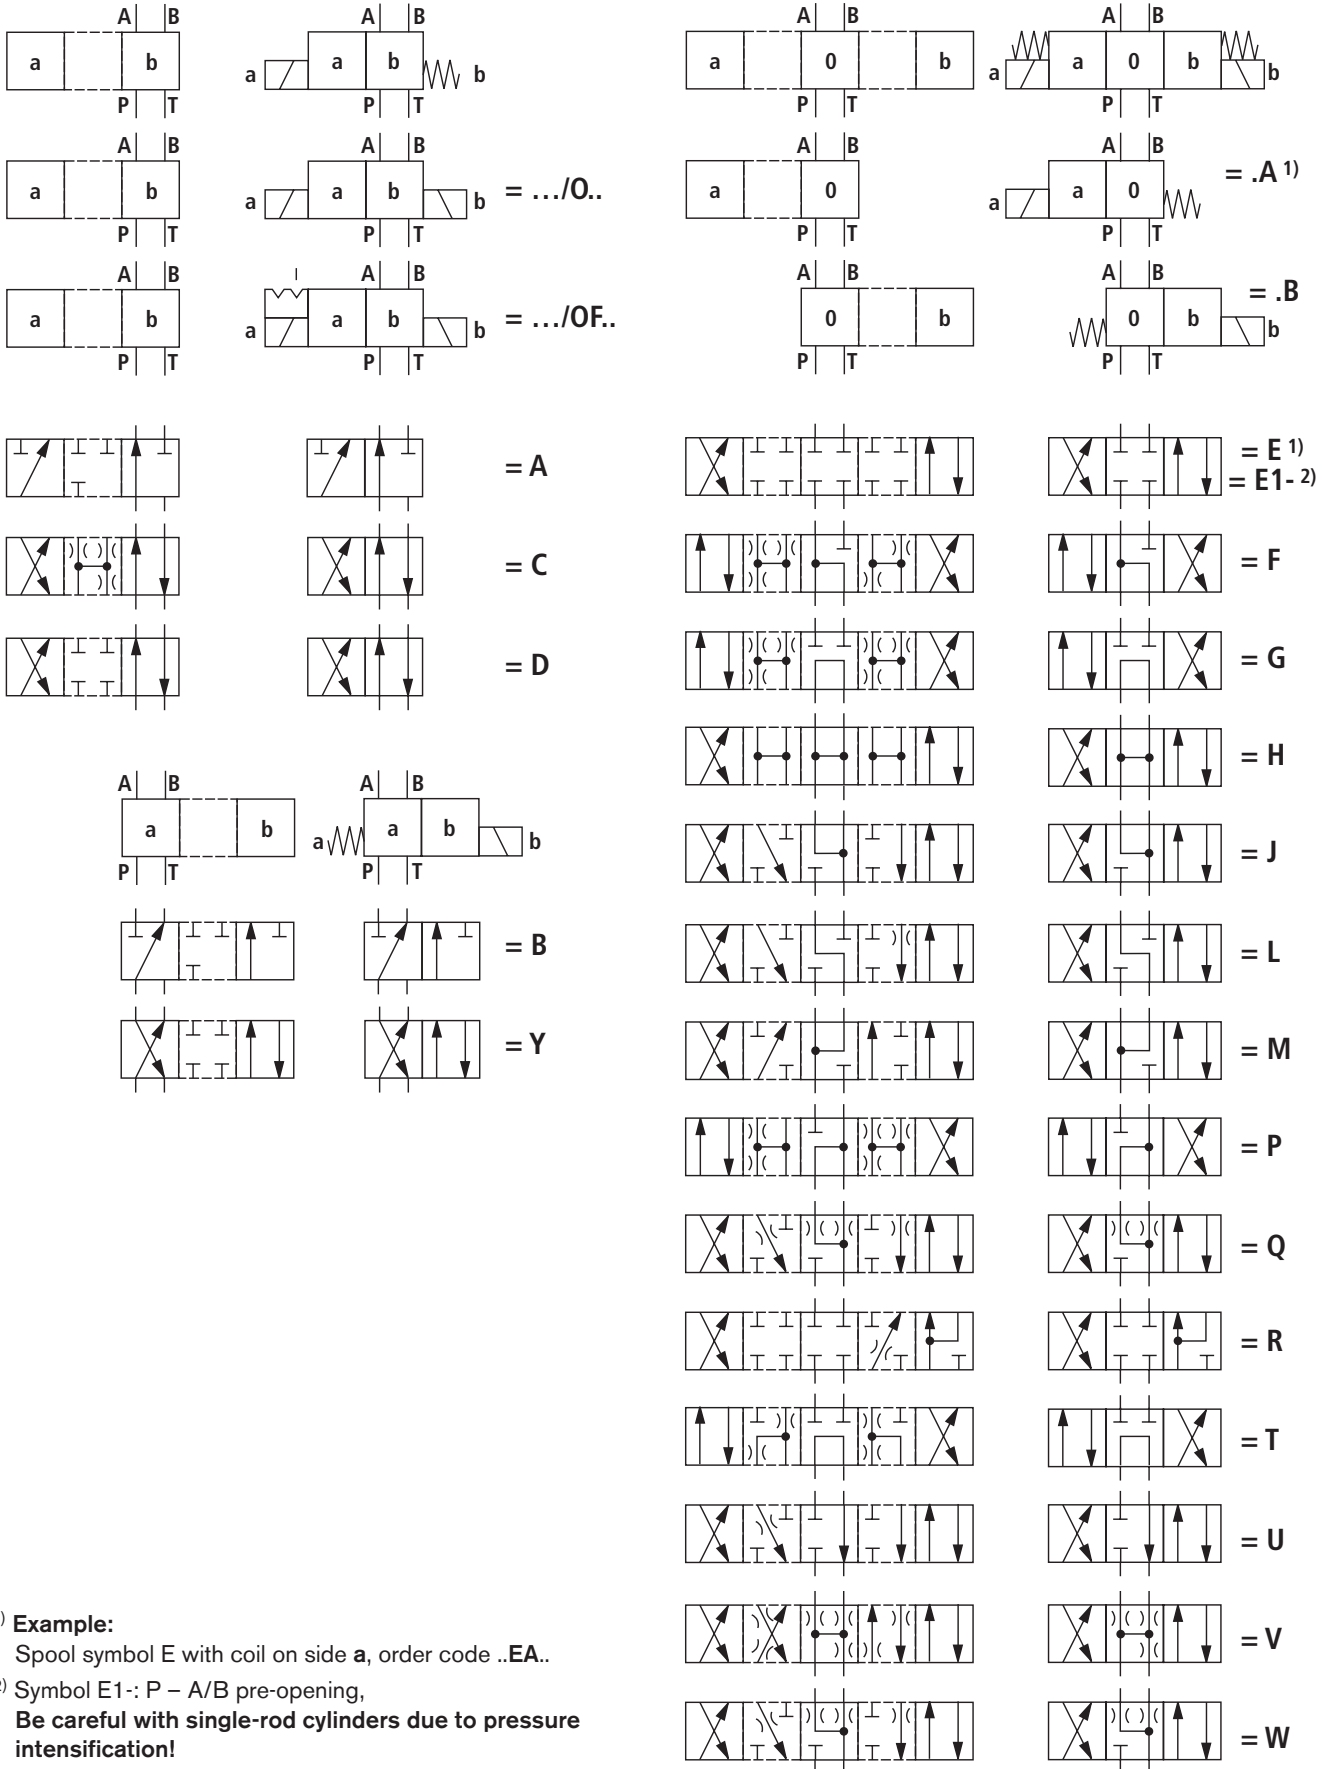 A B
a b
P T
A B
a a b b
P T
A B
a 0 b
P T
A B
a a 0 b b
P T
A B
a b
P T
A B
a a b b = .../O..
P T
A B
a 0
P T
A B
a a 0 = .A 1)
P T
A B
a b
P T
A B
a a b b = .../OF..
P T
A B
0 b
P T
A B
0 b b = .B
P T
= A
= C
= D
A B
a b
P T
A B
a a b b
P T
= B
= Y
= E 1)
= E1- 2)
= F
= G
= H
= J
= L
= M
= P
= Q
= R
= T
= U
= V
= W
) Example:
Spool symbol E with coil on side a, order code ..EA..
2) Symbol E1-: P – A/B pre-opening,
Be careful with single-rod cylinders due to pressure
intensification!